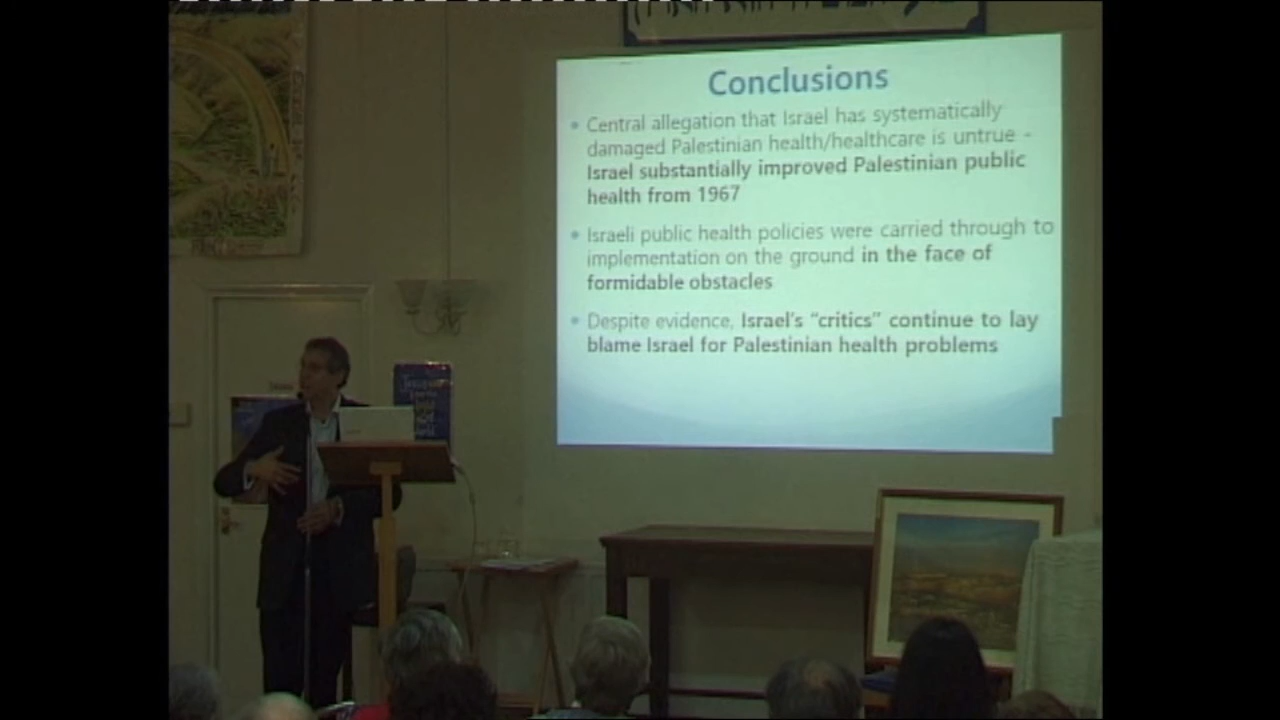 Conclusions
• Central allegation that Israel has systematically
damaged Palestinian health/healthcare is untrue -
Israel substantially improved Palestinian public
health from 1967
• Israeli public health policies were carried through to
implementation on the ground in the face of
formidable obstacles
• Despite evidence, Israel's "critics" continue to lay
blame Israel for Palestinian health problems